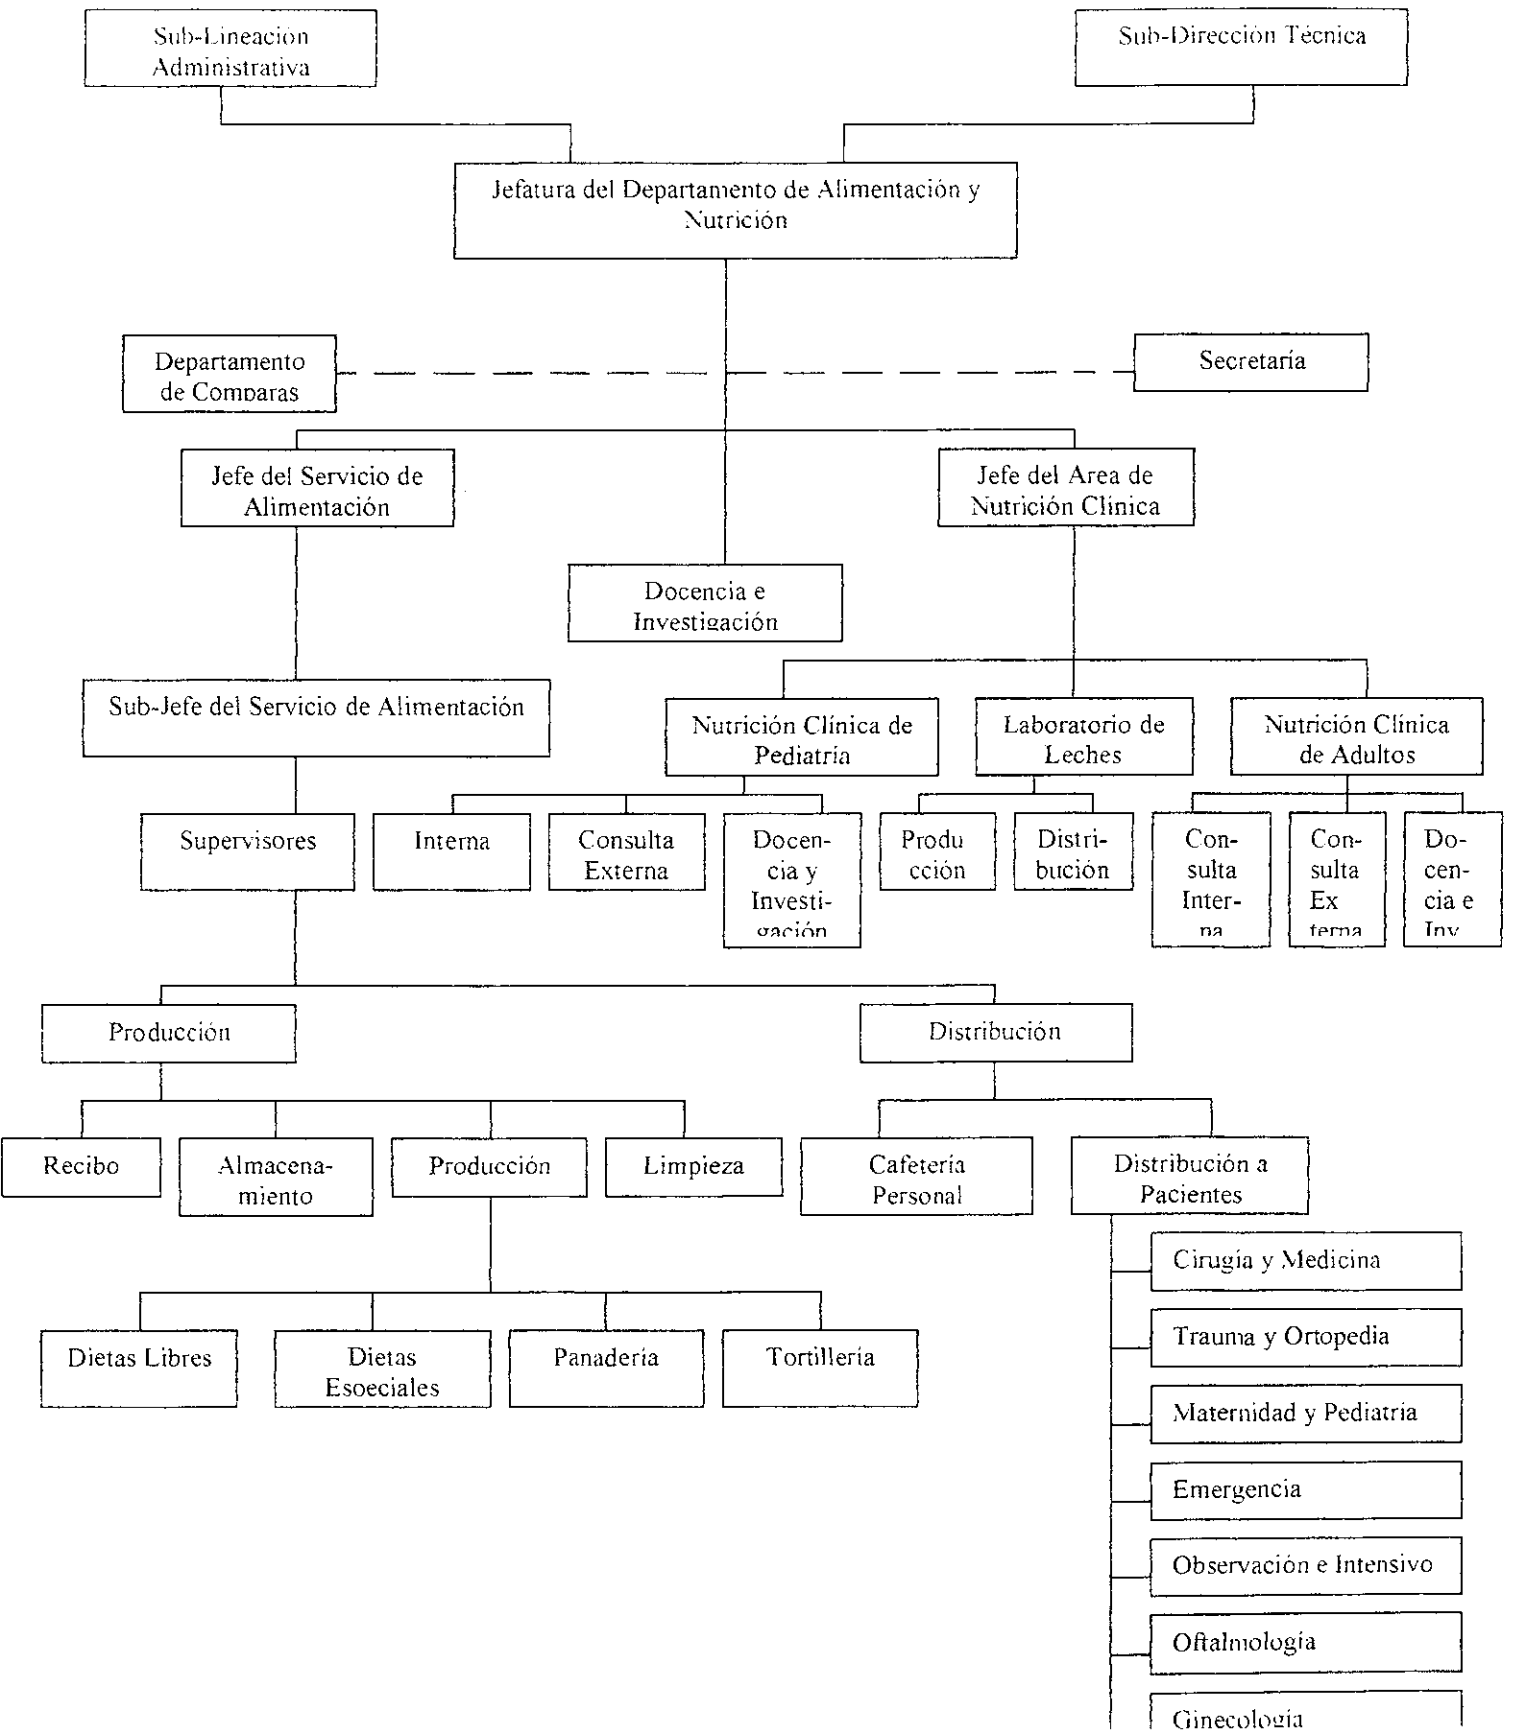 Sub-Lineación
Administrativa
Sub-Dirección Técnica
Jefatura del Departamento de Alimentación y
Nutrición
Departamento
de Comparas
Secretaría
Jefe del Servicio de
Alimentación
Jefe del Area de
Nutrición Clínica
Docencia e
Investigación
Sub-Jefe del Servicio de Alimentación
Nutrición Clínica de
Pediatría
Laboratorio de
Leches
Nutrición Clínica
de Adultos
Supervisores
Interna
Consulta
Externa
Docen-
cia y
Investi-
gación
Produ
cción
Distri-
bución
Con-
sulta
Inter-
na
Con-
sulta
Ex
terna
Do-
cen-
cia e
Inv
Producción
Distribución
Recibo
Almacena-
miento
Producción
Limpieza
Cafetería
Personal
Distribución a
Pacientes
Dietas Libres
Dietas
Esoeciales
Panadería
Tortillería
Cirugía y Medicina
Trauma y Ortopedia
Maternidad y Pediatría
Emergencia
Observación e Intensivo
Oftalmología
Ginecología